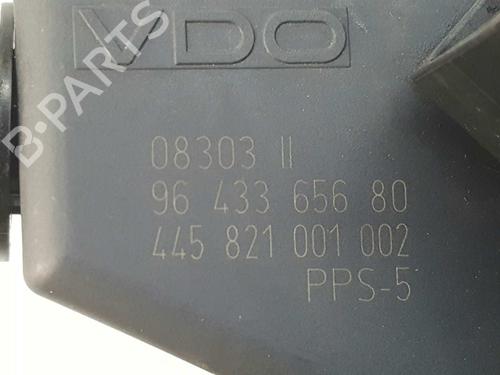 VDO
B-PARTS
08303 II
96 433 656 80
445 821 001 002
PPS-5